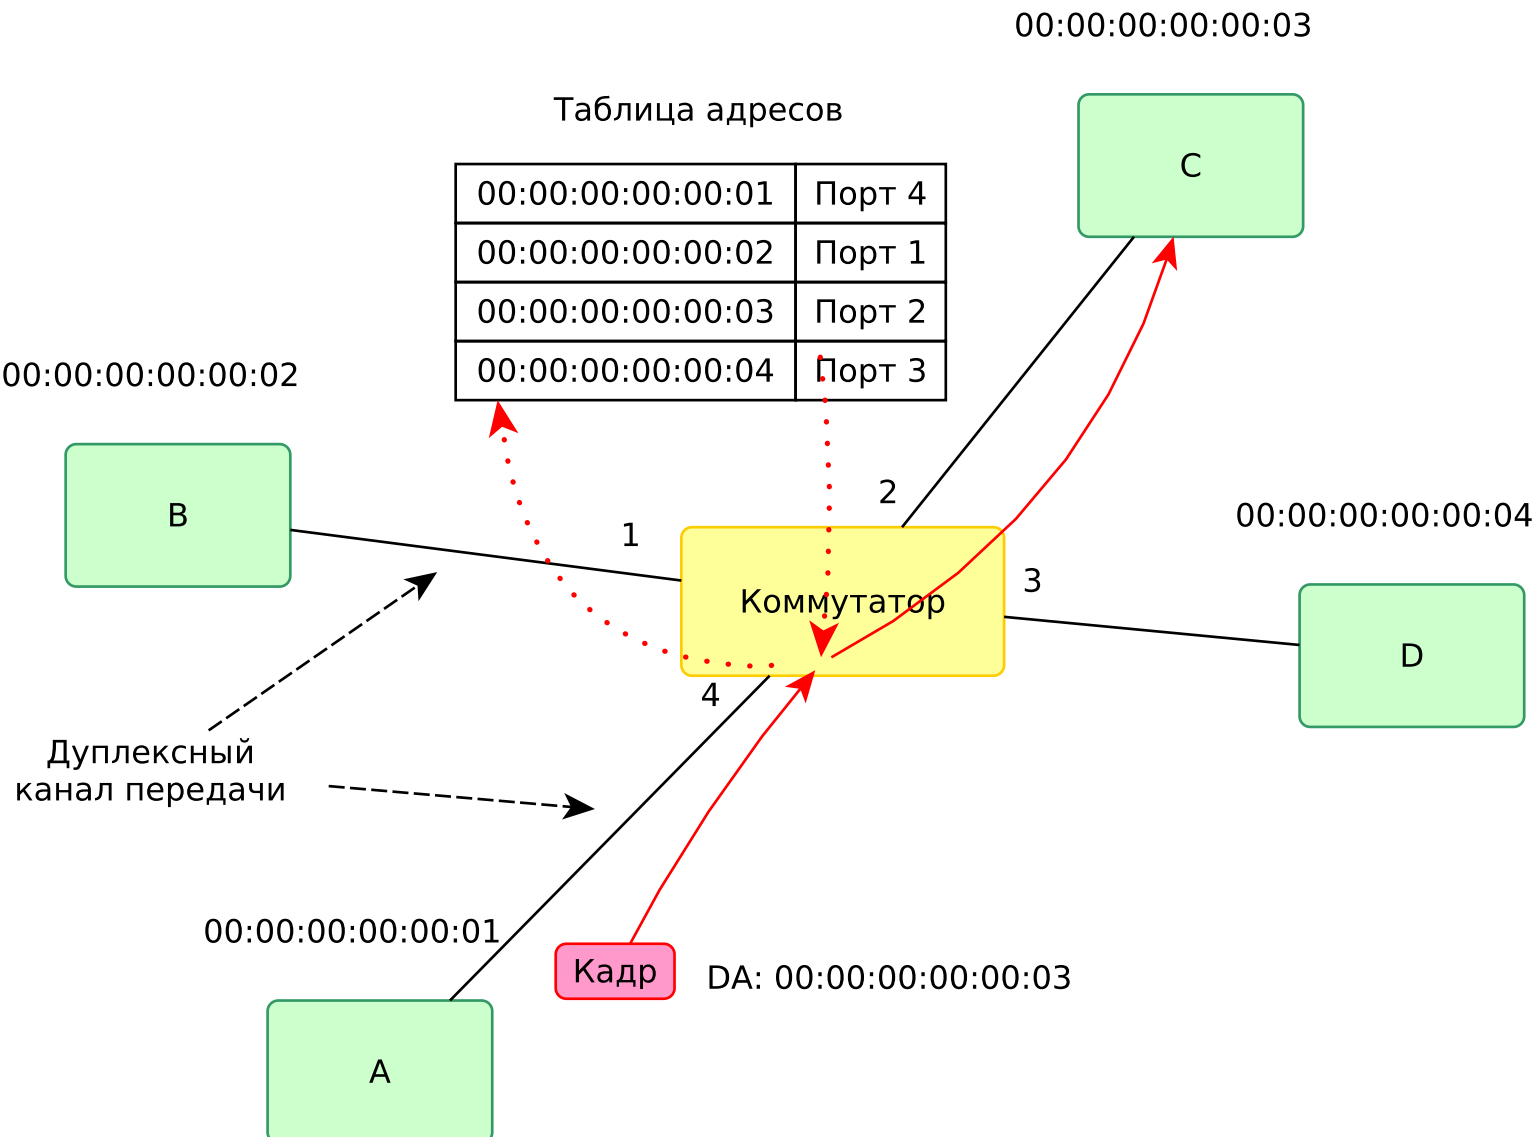 00:00:00:00:00:03
Таблица адресов
C
00:00:00:00:00:01 Порт 4
00:00:00:00:00:02 Порт 1
00:00:00:00:00:03 Порт 2
00:00:00:00:00:04 Порт 3
00:00:00:00:00:02
B
2
00:00:00:00:00:04
1
3
Коммутатор
D
4
Дуплексный
канал передачи
00:00:00:00:00:01
Кадр
DA: 00:00:00:00:00:03
A